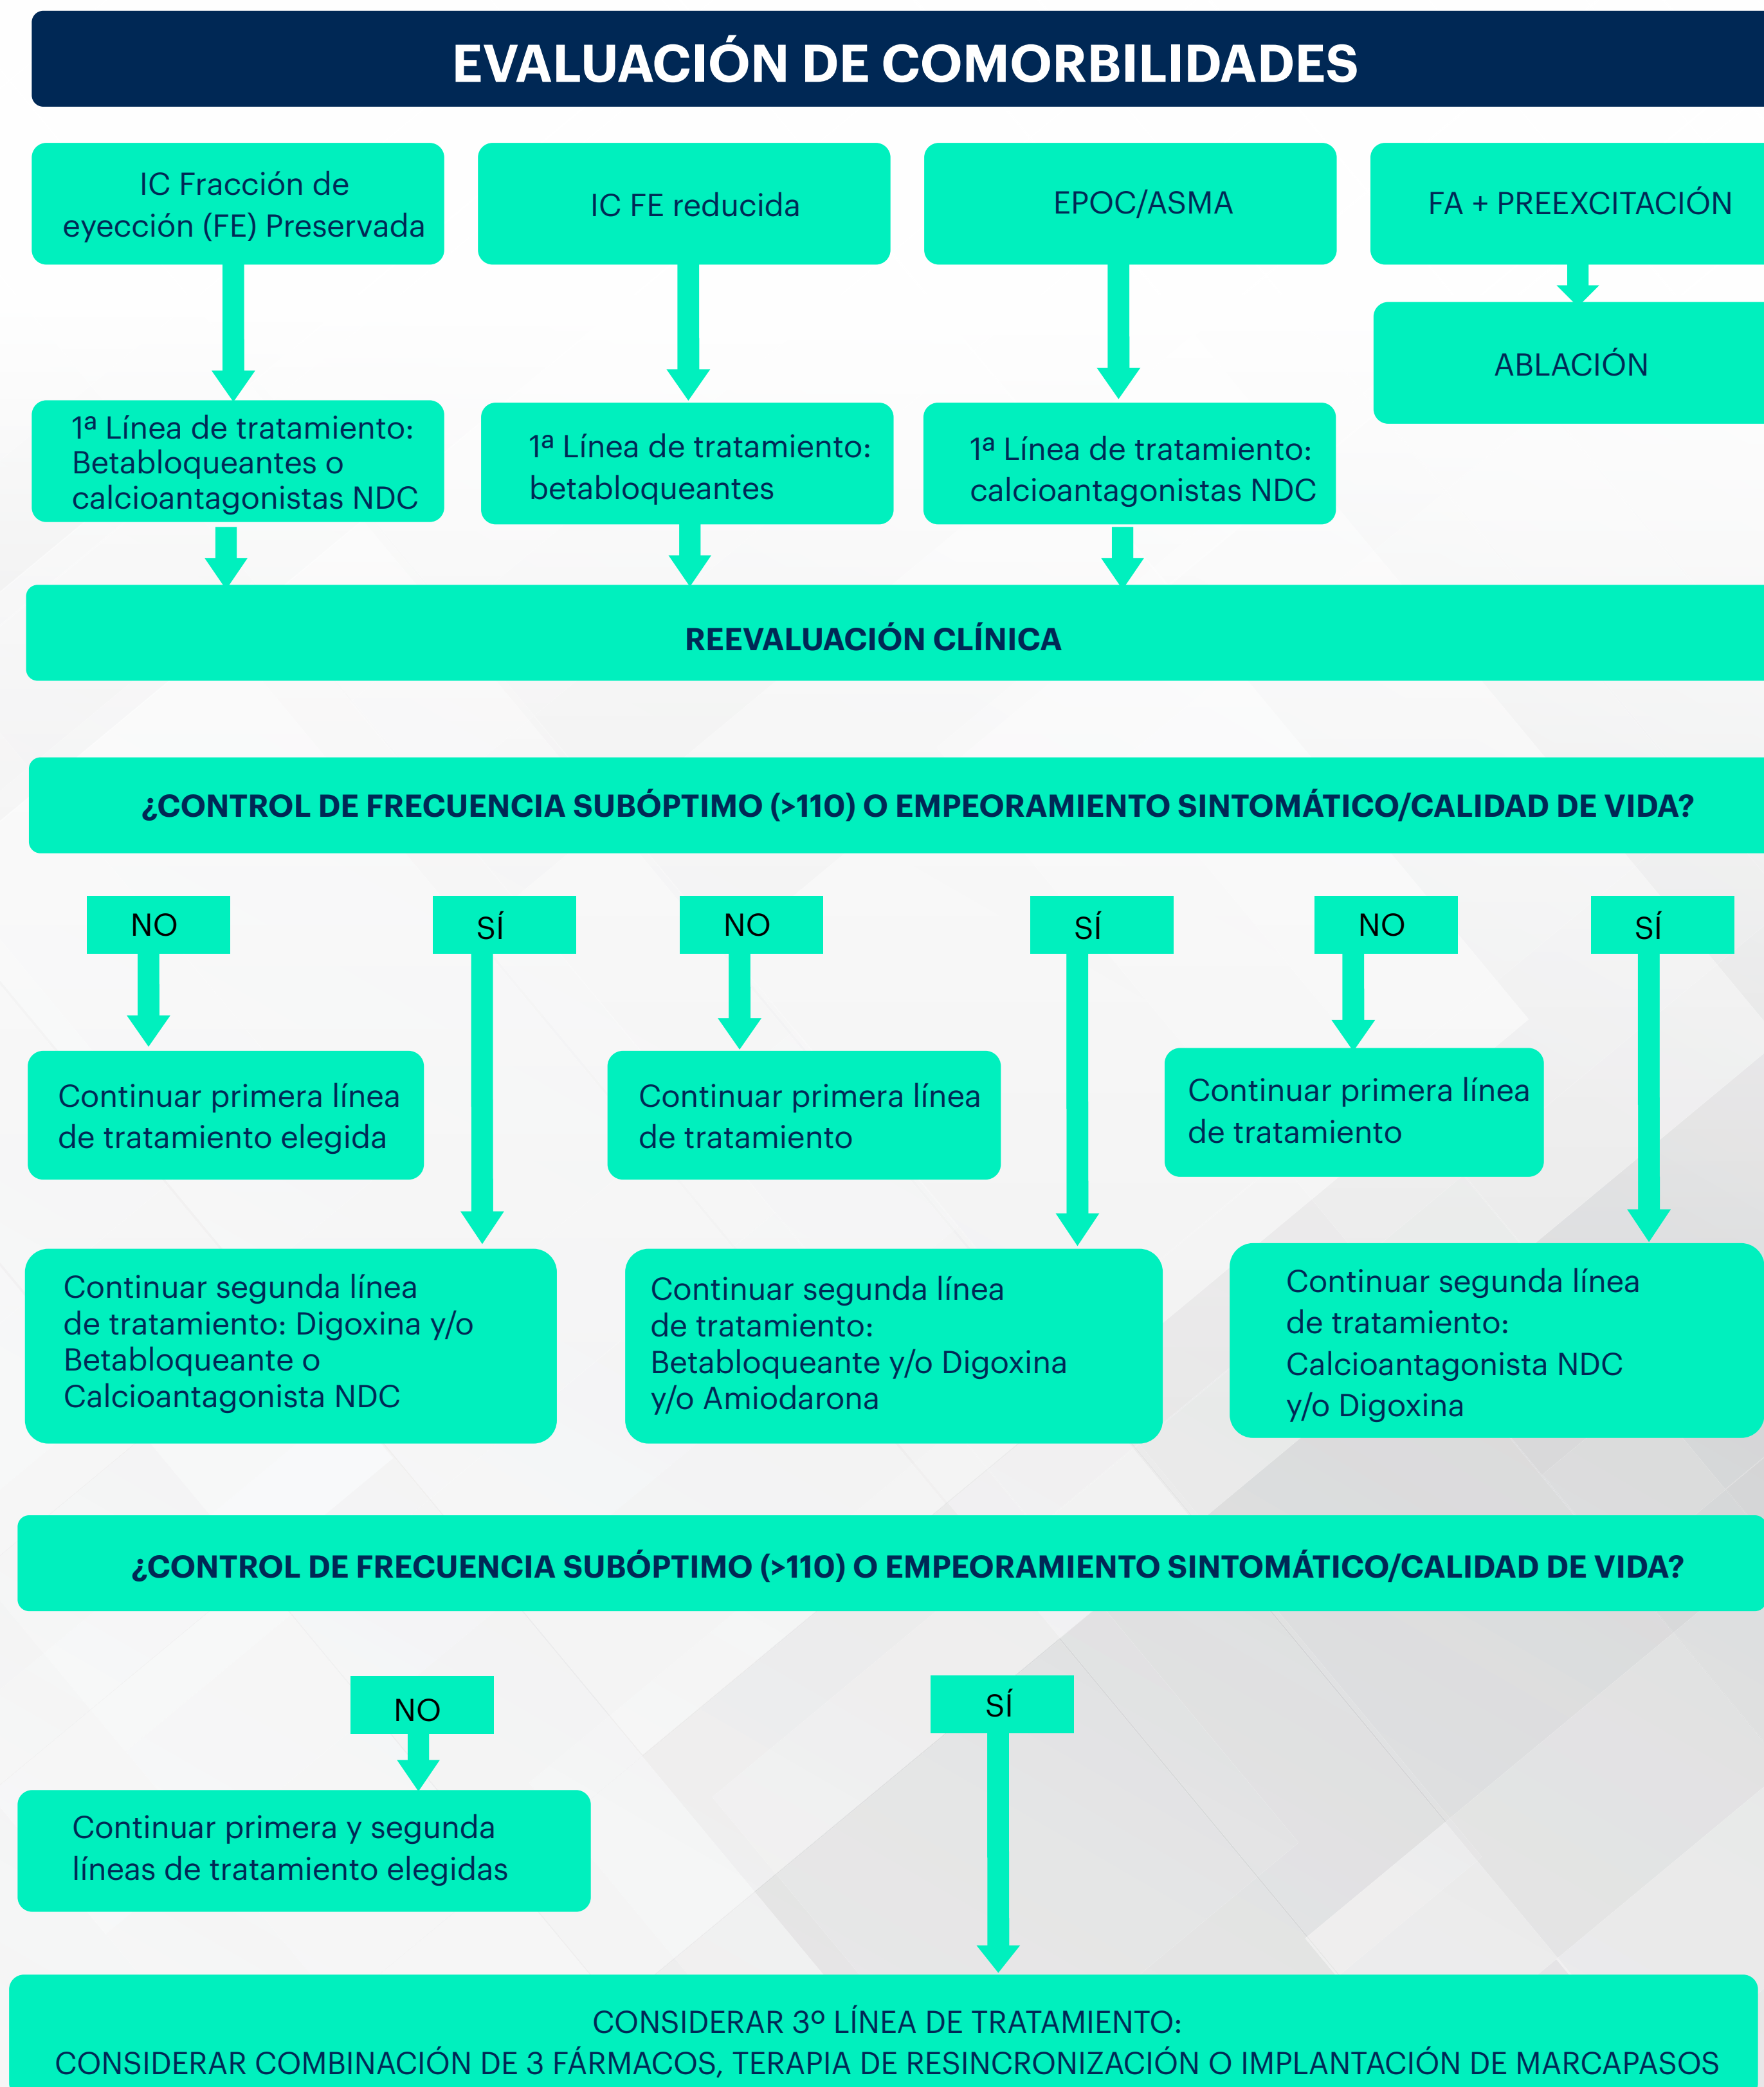 EVALUACIÓN DE COMORBILIDADES
IC Fracción de
eyección (FE) Preservada
IC FE reducida
EPOC/ASMA
FA + PREEXCITACIÓN
ABLACIÓN
1ª Línea de tratamiento:
Betabloqueantes o
calcioantagonistas NDC
1ª Línea de tratamiento:
betabloqueantes
1ª Línea de tratamiento:
calcioantagonistas NDC
REEVALUACIÓN CLÍNICA
¿CONTROL DE FRECUENCIA SUBÓPTIMO (>110) O EMPEORAMIENTO SINTOMÁTICO/CALIDAD DE VIDA?
NO
SÍ
NO
SÍ
NO
SÍ
Continuar primera línea
de tratamiento elegida
Continuar primera línea
de tratamiento
Continuar primera línea
de tratamiento
Continuar segunda línea
de tratamiento: Digoxina y/o
Betabloqueante o
Calcioantagonista NDC
Continuar segunda línea
de tratamiento:
Betabloqueante y/o Digoxina
y/o Amiodarona
Continuar segunda línea
de tratamiento:
Calcioantagonista NDC
y/o Digoxina
¿CONTROL DE FRECUENCIA SUBÓPTIMO (>110) O EMPEORAMIENTO SINTOMÁTICO/CALIDAD DE VIDA?
NO
SÍ
Continuar primera y segunda
líneas de tratamiento elegidas
CONSIDERAR 3º LÍNEA DE TRATAMIENTO:
CONSIDERAR COMBINACIÓN DE 3 FÁRMACOS, TERAPIA DE RESINCRONIZACIÓN O IMPLANTACIÓN DE MARCAPASOS